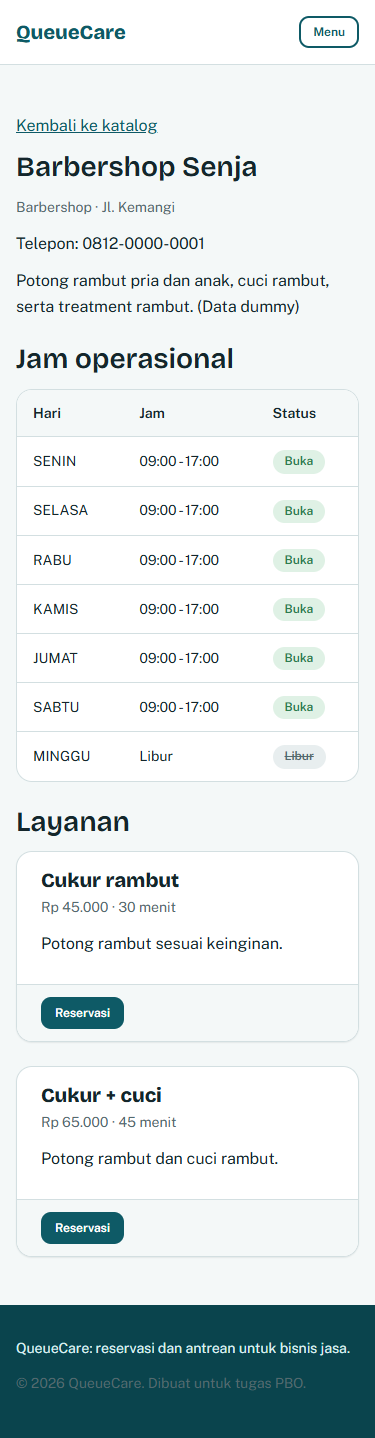 QueueCare
Menu
Kembali ke katalog
Barbershop Senja
Barbershop · Jl. Kemangi
Telepon: 0812-0000-0001
Potong rambut pria dan anak, cuci rambut,
serta treatment rambut. (Data dummy)
Jam operasional
Hari Jam Status
SENIN 09:00 - 17:00 Buka
SELASA 09:00 - 17:00 Buka
RABU 09:00 - 17:00 Buka
KAMIS 09:00 - 17:00 Buka
JUMAT 09:00 - 17:00 Buka
SABTU 09:00 - 17:00 Buka
MINGGU Libur Libur
Layanan
Cukur rambut
Rp 45.000 · 30 menit
Potong rambut sesuai keinginan.
Reservasi
Cukur + cuci
Rp 65.000 · 45 menit
Potong rambut dan cuci rambut.
Reservasi
QueueCare: reservasi dan antrean untuk bisnis jasa.
© 2026 QueueCare. Dibuat untuk tugas PBO.